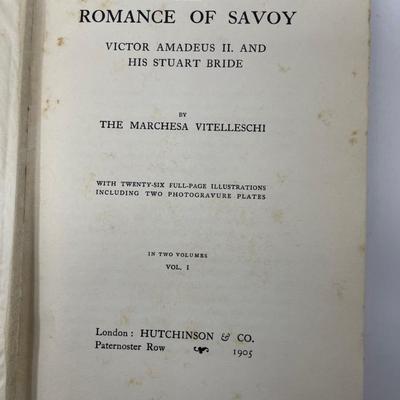 ROMANCE OF SAVOY
VICTOR AMADEUS II. AND
HIS STUART BRIDE
BY
THE MARCHESA VITELLESCHI
WITH TWENTY-SIX FULL-PAGE ILLUSTRATIONS
INCLUDING TWO PHOTOGRAVURE PLATES
IN TWO VOLUMES
VOL. I
London: HUTCHINSON & CO.
Paternoster Row 1905